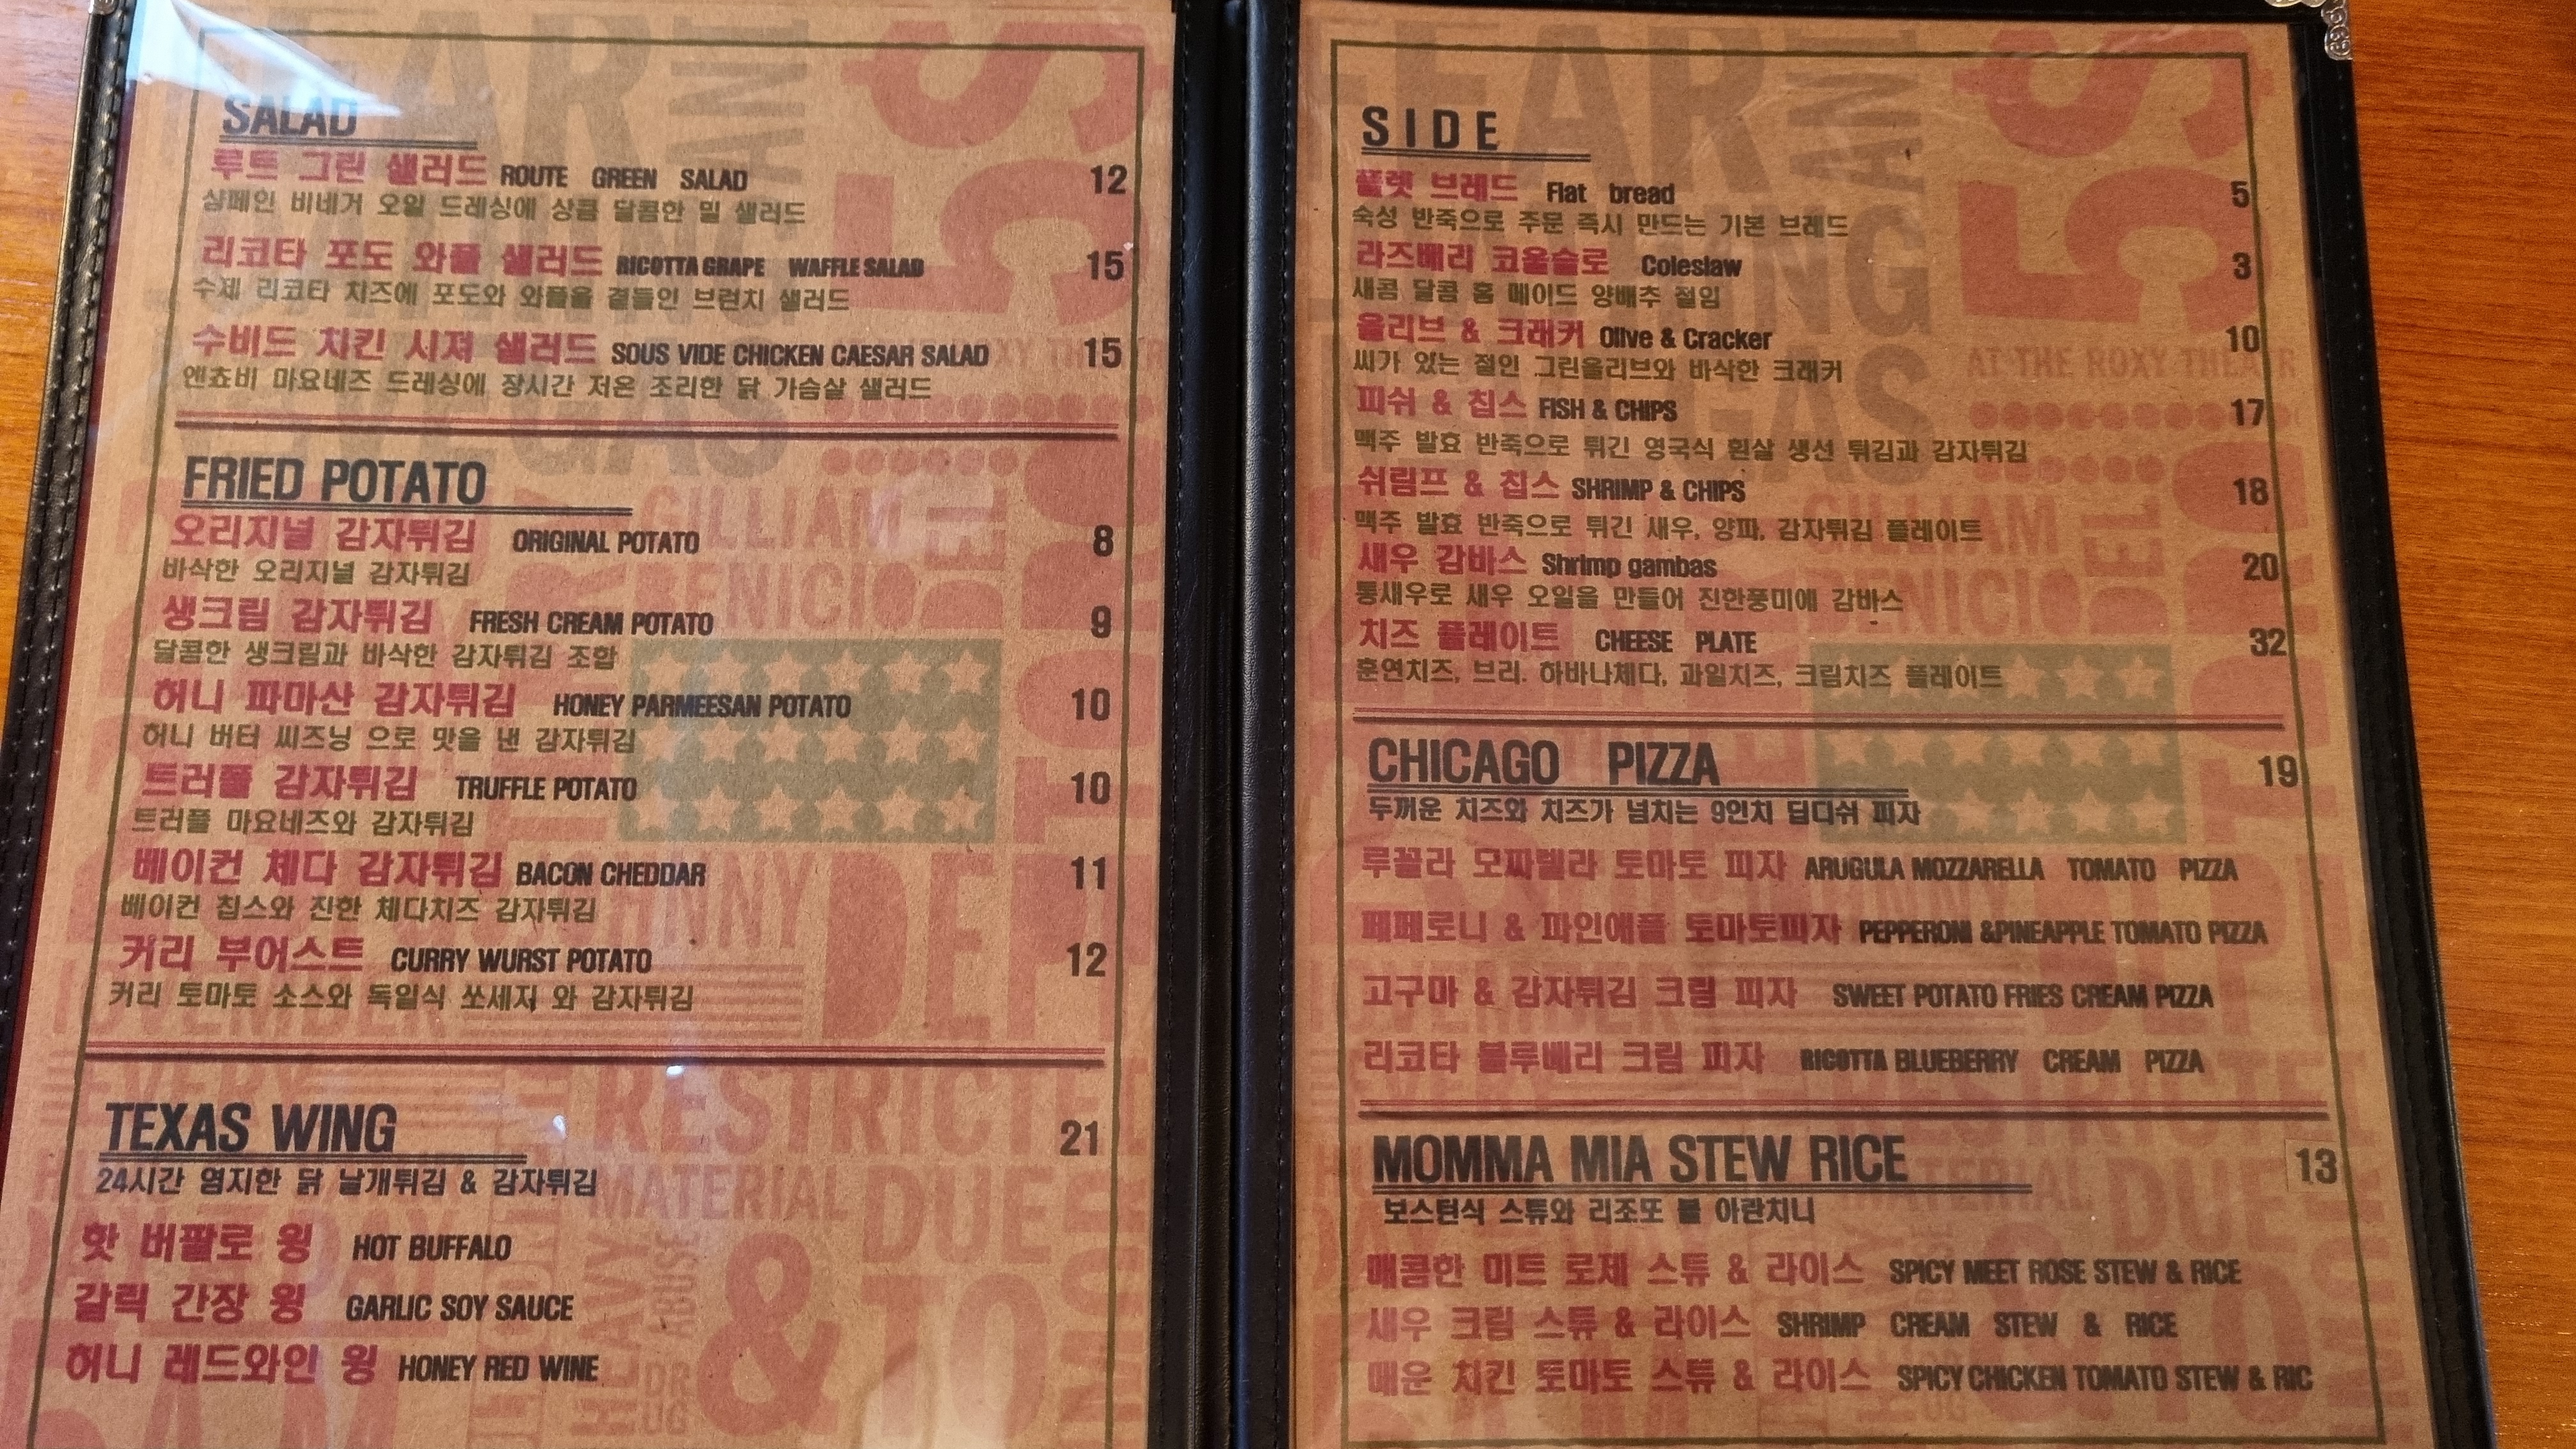 SALAD
루트 그린 샐러드 ROUTE GREEN SALAD 12
샴페인 비네거 오일 드레싱에 상콤 달콤한 밀 샐러드
리코타 포도 와플 샐러드 RICOTTA GRAPE WAFFLE SALAD 15
수제 리코타 치즈에 포도와 와플을 곁들인 브런치 샐러드
수비드 치킨 시져 샐러드 SOUS VIDE CHICKEN CAESAR SALAD 15
엔쵸비 마요네즈 드레싱에 장시간 저온 조리한 닭 가슴살 샐러드
FRIED POTATO
오리지널 감자튀김 ORIGINAL POTATO 8
바삭한 오리지널 감자튀김
생크림 감자튀김 FRESH CREAM POTATO 9
달콤한 생크림과 바삭한 감자튀김 조합
허니 파마산 감자튀김 HONEY PARMEESAN POTATO 10
허니 버터 씨즈닝 으로 맛을 낸 감자튀김
트러플 감자튀김 TRUFFLE POTATO 10
트러플 마요네즈와 감자튀김
베이컨 체다 감자튀김 BACON CHEDDAR 11
베이컨 칩스와 진한 체다치즈 감자튀김
커리 부어스트 CURRY WURST POTATO 12
커리 토마토 소스와 독일식 쏘세지 와 감자튀김
TEXAS WING 21
24시간 염지한 닭 날개튀김 & 감자튀김
핫 버팔로 윙 HOT BUFFALO
갈릭 간장 윙 GARLIC SOY SAUCE
허니 레드와인 윙 HONEY RED WINE
SIDE
플렛 브레드 Flat bread 5
숙성 반죽으로 주문 즉시 만드는 기본 브레드
라즈베리 코울슬로 Coleslaw 3
새콤 달콤 홈 메이드 양배추 절임
올리브 & 크래커 Olive & Cracker 10
씨가 있는 절인 그린올리브와 바삭한 크래커
피쉬 & 칩스 FISH & CHIPS 17
맥주 발효 반죽으로 튀긴 영국식 흰살 생선 튀김과 감자튀김
쉬림프 & 칩스 SHRIMP & CHIPS 18
맥주 발효 반죽으로 튀긴 새우, 양파, 감자튀김 플레이트
새우 감바스 Shrimp gambas 20
통새우로 새우 오일을 만들어 진한풍미에 감바스
치즈 플레이트 CHEESE PLATE 32
훈연치즈, 브리. 하바나체다, 과일치즈, 크림치즈 플레이트
CHICAGO PIZZA 19
두꺼운 치즈와 치즈가 넘치는 9인치 딥디쉬 피자
루꼴라 모짜렐라 토마토 피자 ARUGULA MOZZARELLA TOMATO PIZZA
페페로니 & 파인애플 토마토피자 PEPPERONI &PINEAPPLE TOMATO PIZZA
고구마 & 감자튀김 크림 피자 SWEET POTATO FRIES CREAM PIZZA
리코타 블루베리 크림 피자 RICOTTA BLUEBERRY CREAM PIZZA
MOMMA MIA STEW RICE 13
보스턴식 스튜와 리조또 볼 아란치니
매콤한 미트 로제 스튜 & 라이스 SPICY MEET ROSE STEW & RICE
새우 크림 스튜 & 라이스 SHRIMP CREAM STEW & RICE
매운 치킨 토마토 스튜 & 라이스 SPICY CHICKEN TOMATO STEW & RIC